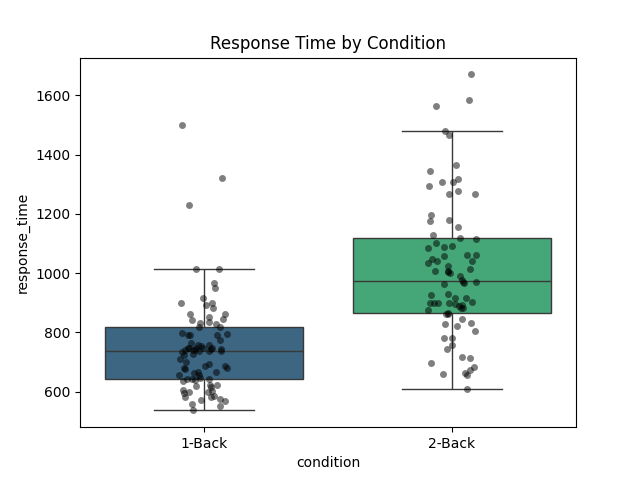 Response Time by Condition
response_time
1600
1400
1200
1000
800
600
1-Back
2-Back
condition